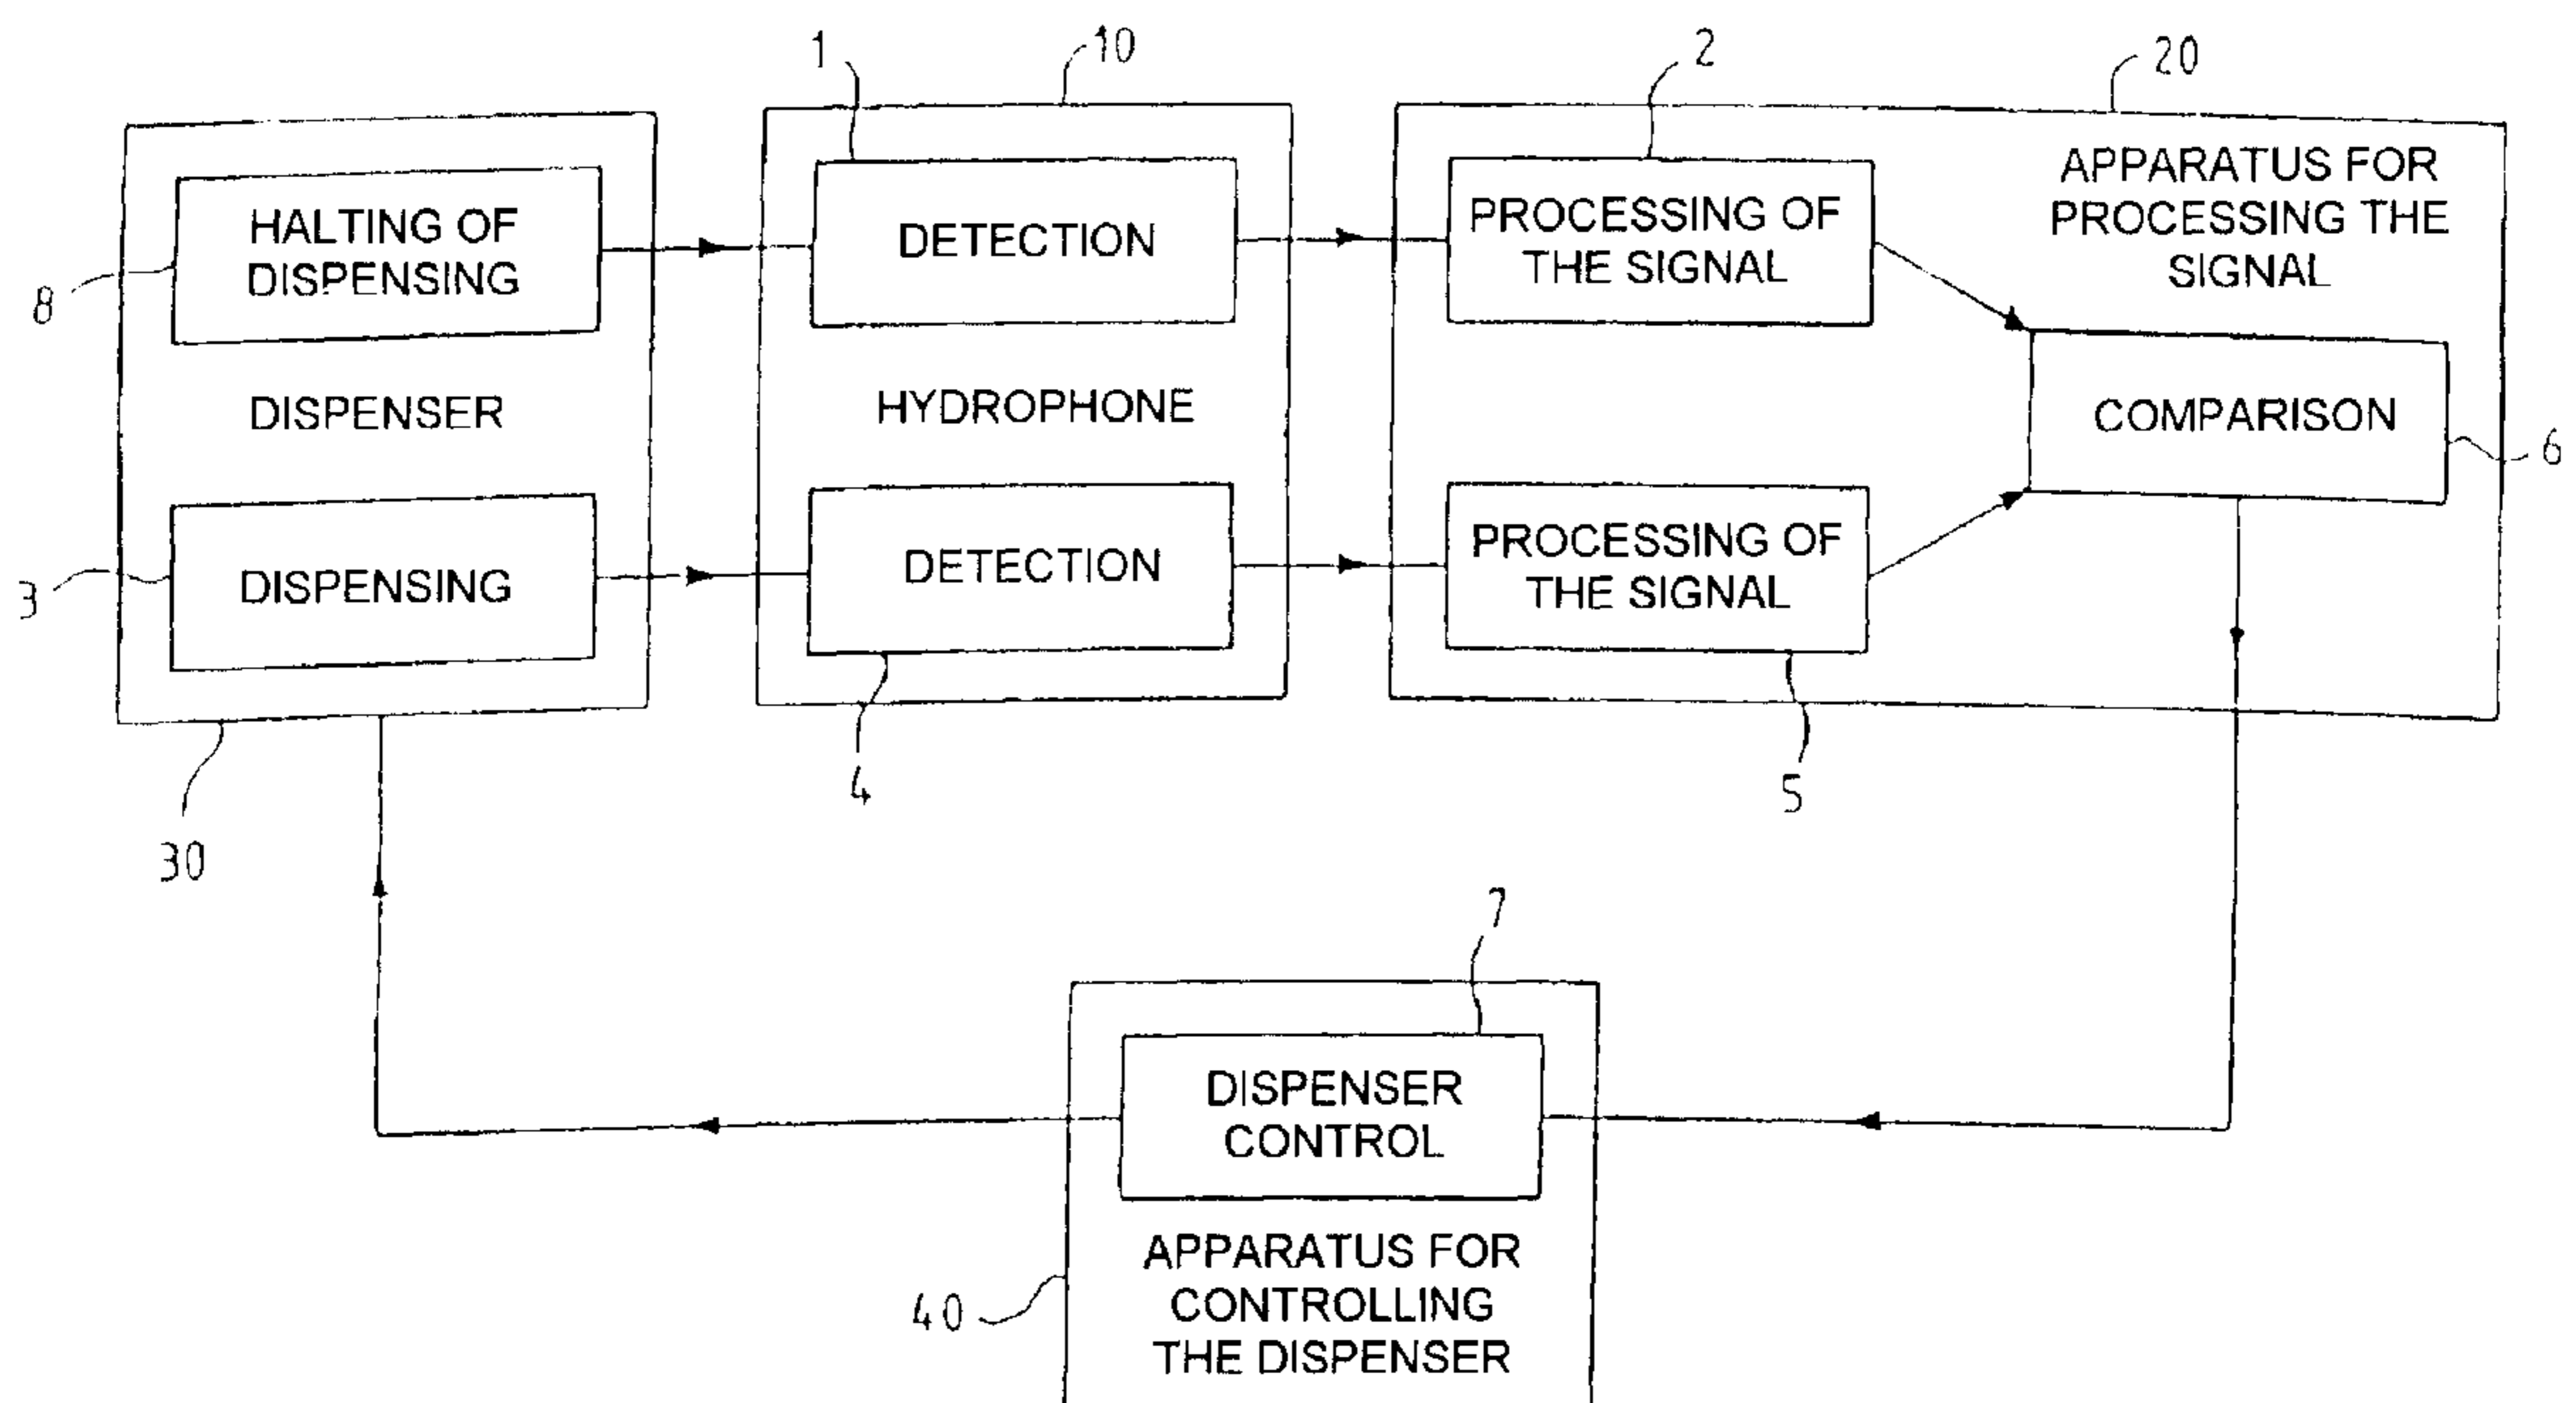 1
10
2
20
HALTING OF
DISPENSING
8
DISPENSER
DISPENSING
3
30
DETECTION
HYDROPHONE
DETECTION
4
PROCESSING OF
THE SIGNAL
APPARATUS FOR
PROCESSING THE
SIGNAL
COMPARISON
6
PROCESSING OF
THE SIGNAL
5
7
DISPENSER
CONTROL
APPARATUS FOR
CONTROLLING
THE DISPENSER
40